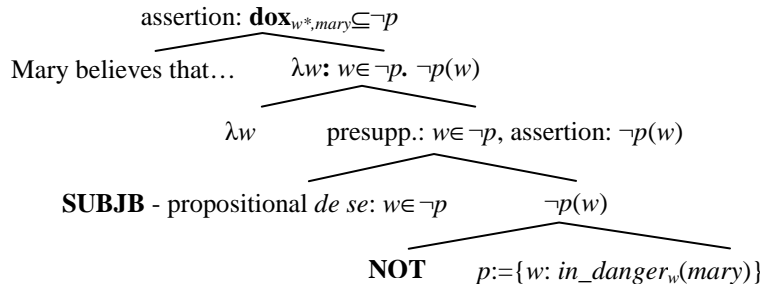 assertion: dox_{w*,mary}⊆¬p
Mary believes that… λw: w∈¬p. ¬p(w)
λw presupp.: w∈¬p, assertion: ¬p(w)
SUBJB - propositional de se: w∈¬p ¬p(w)
NOT p:={w: in_danger_w(mary)}